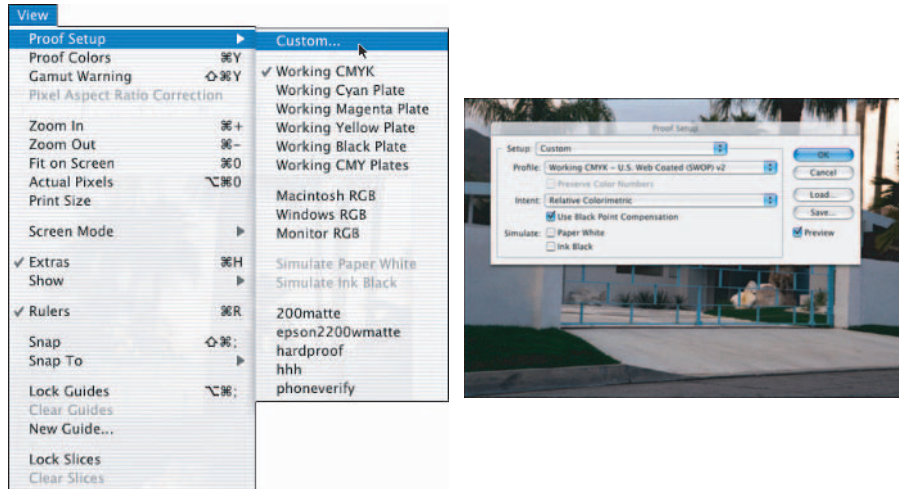 View
Proof Setup ▶
Proof Colors ⌘Y
Gamut Warning ⇧⌘Y
Pixel Aspect Ratio Correction
Zoom In ⌘+
Zoom Out ⌘–
Fit on Screen ⌘0
Actual Pixels ⌥⌘0
Print Size
Screen Mode ▶
✓ Extras ⌘H
Show ▶
✓ Rulers ⌘R
Snap ⇧⌘;
Snap To ▶
Lock Guides ⌥⌘;
Clear Guides
New Guide...
Lock Slices
Clear Slices
Custom...
✓ Working CMYK
Working Cyan Plate
Working Magenta Plate
Working Yellow Plate
Working Black Plate
Working CMY Plates
Macintosh RGB
Windows RGB
Monitor RGB
Simulate Paper White
Simulate Ink Black
200matte
epson2200wmatte
hardproof
hhh
phoneverify
Proof Setup
Setup: Custom
Profile: Working CMYK – U.S. Web Coated (SWOP) v2
Preserve Color Numbers
Intent: Relative Colorimetric
Use Black Point Compensation
Simulate: Paper White
Ink Black
OK
Cancel
Load...
Save...
Preview